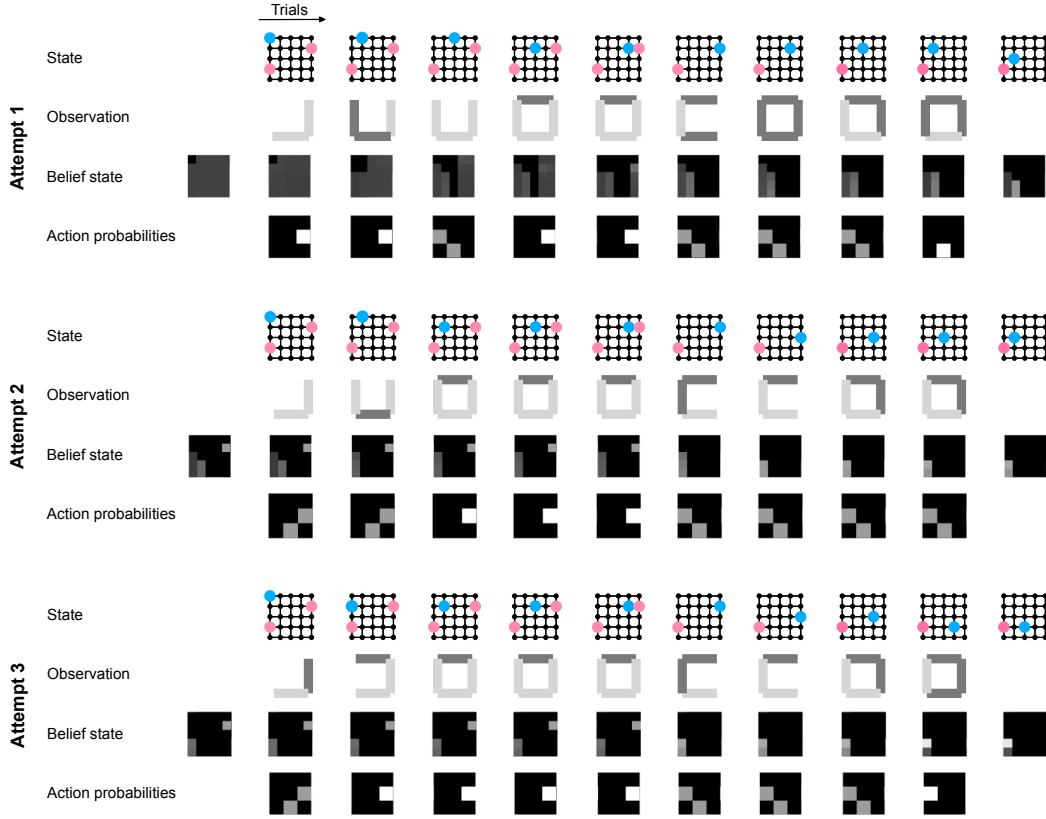 Trials
Attempt 1
State
Observation
Belief state
Action probabilities
Attempt 2
State
Observation
Belief state
Action probabilities
Attempt 3
State
Observation
Belief state
Action probabilities